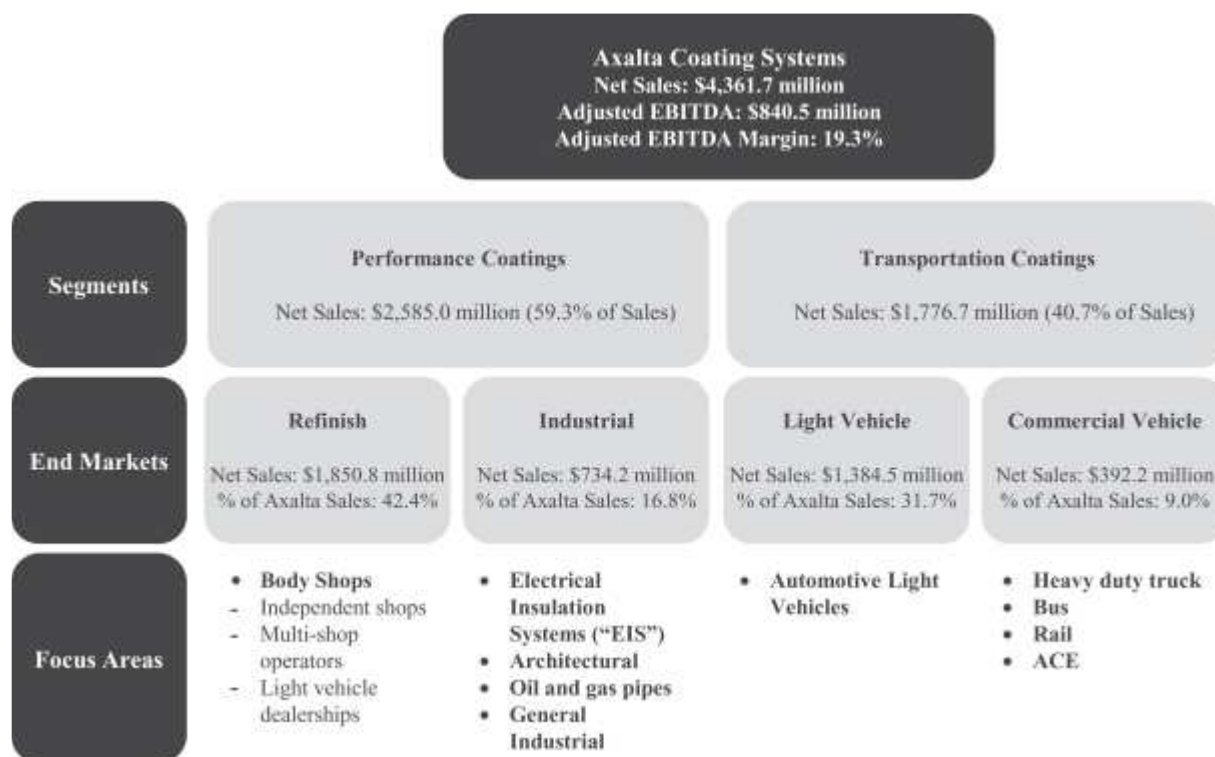 Axalta Coating Systems
Net Sales: $4,361.7 million
Adjusted EBITDA: $840.5 million
Adjusted EBITDA Margin: 19.3%
Segments
Performance Coatings
Net Sales: $2,585.0 million (59.3% of Sales)
Transportation Coatings
Net Sales: $1,776.7 million (40.7% of Sales)
End Markets
Refinish
Net Sales: $1,850.8 million
% of Axalta Sales: 42.4%
Industrial
Net Sales: $734.2 million
% of Axalta Sales: 16.8%
Light Vehicle
Net Sales: $1,384.5 million
% of Axalta Sales: 31.7%
Commercial Vehicle
Net Sales: $392.2 million
% of Axalta Sales: 9.0%
Focus Areas
• Body Shops
- Independent shops
- Multi-shop
operators
- Light vehicle
dealerships
• Electrical
Insulation
Systems (“EIS”)
• Architectural
• Oil and gas pipes
• General
Industrial
• Automotive Light
Vehicles
• Heavy duty truck
• Bus
• Rail
• ACE